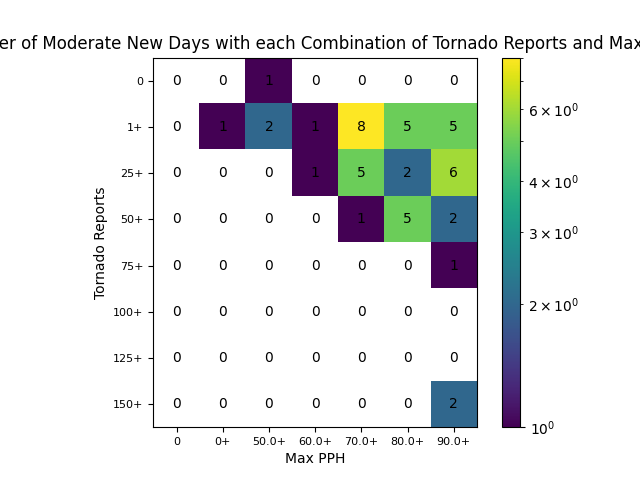 er of Moderate New Days with each Combination of Tornado Reports and Max
0 0 0 1 0 0 0 0
1+ 0 1 2 1 8 5 5
25+ 0 0 0 1 5 2 6
50+ 0 0 0 0 1 5 2
75+ 0 0 0 0 0 0 1
100+ 0 0 0 0 0 0 0
125+ 0 0 0 0 0 0 0
150+ 0 0 0 0 0 0 2
0 0+ 50.0+ 60.0+ 70.0+ 80.0+ 90.0+
Max PPH
Tornado Reports
6 × 10⁰
4 × 10⁰
3 × 10⁰
2 × 10⁰
10⁰